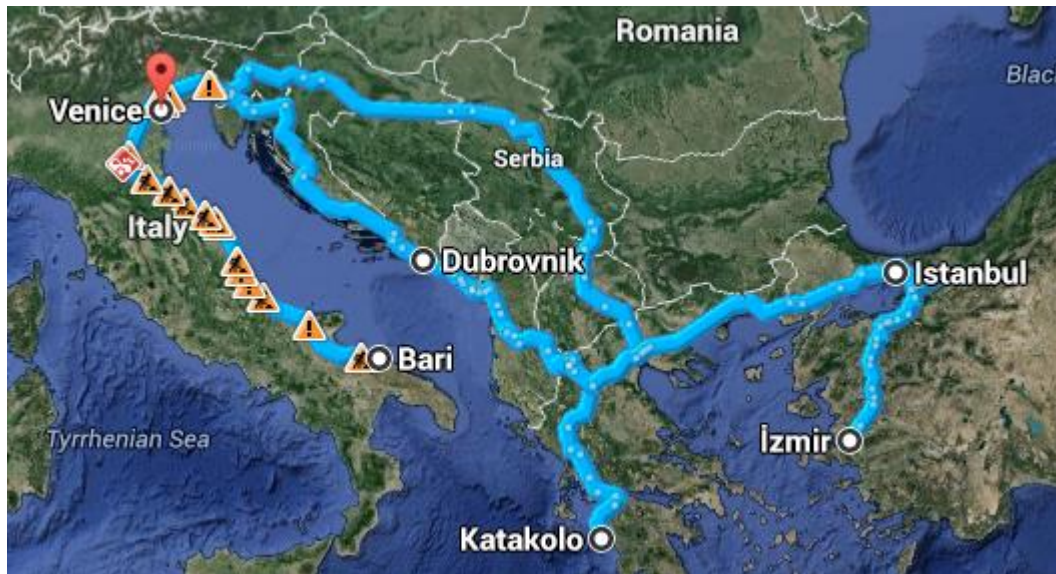 Romania
Blac
Venice
Serbia
Italy
Dubrovnik
Istanbul
Bari
Tyrrhenian Sea
İzmir
Katakolo